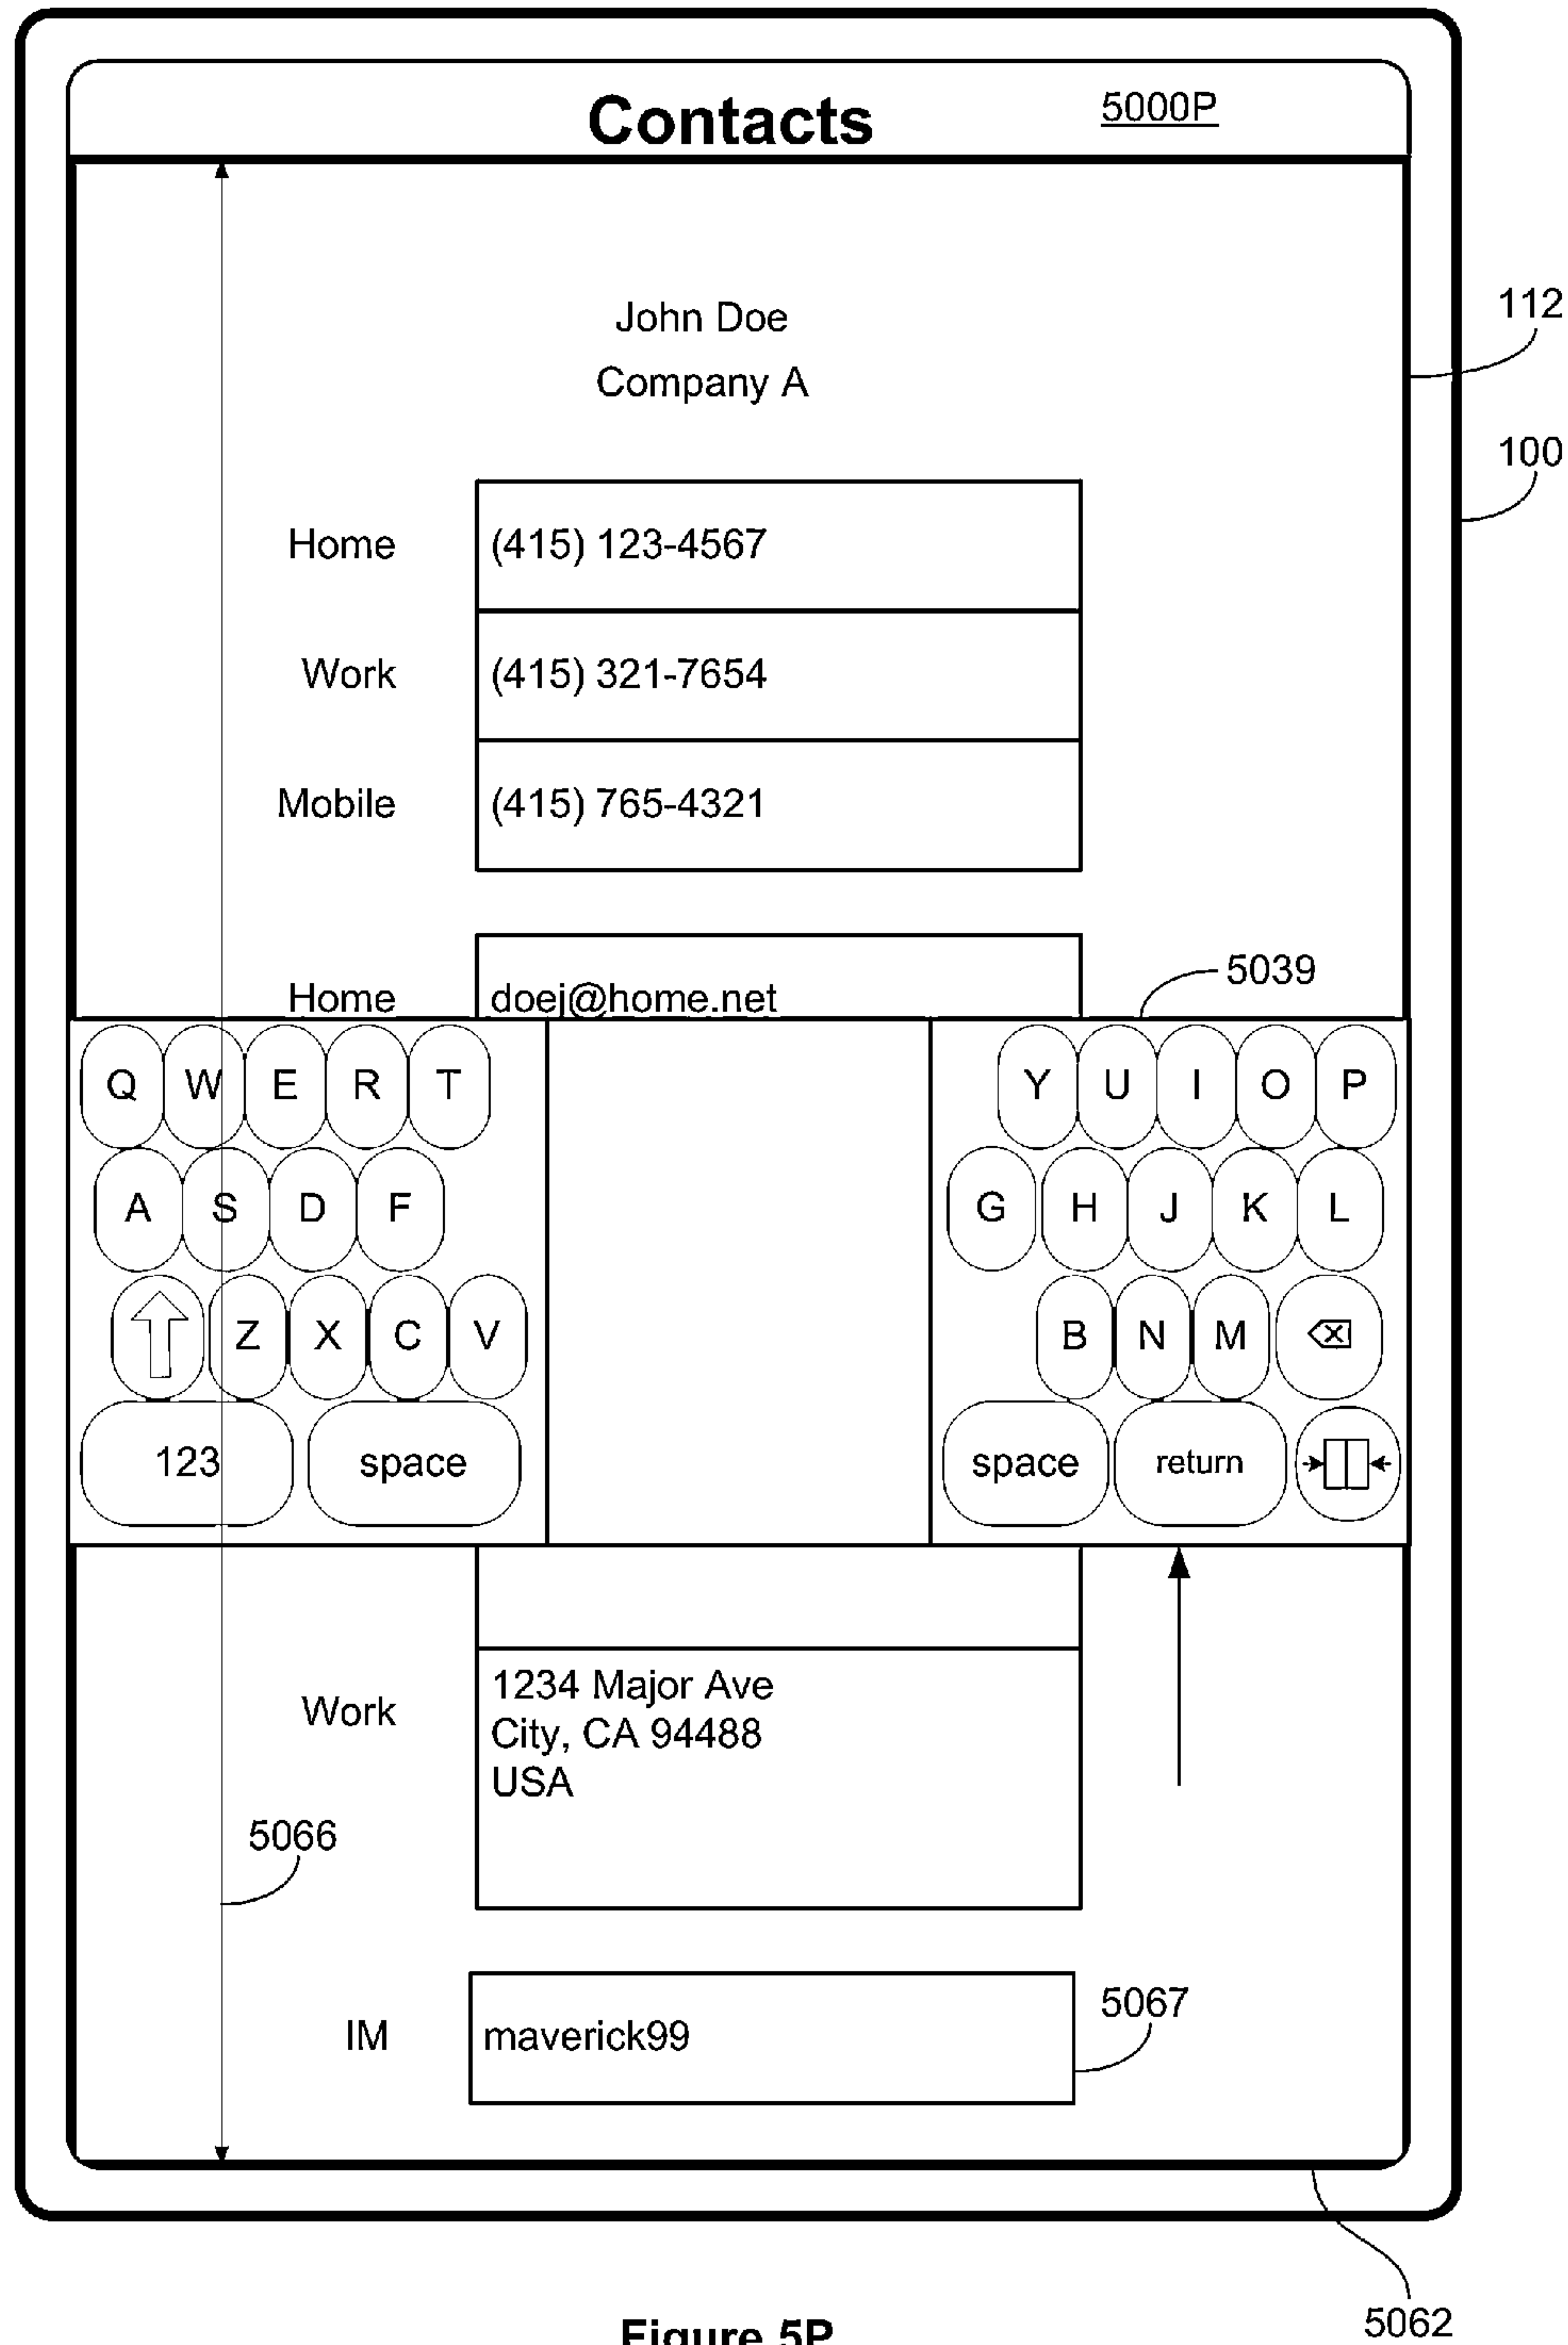 Contacts
5000P
John Doe
Company A
112
100
Home
(415) 123-4567
Work
(415) 321-7654
Mobile
(415) 765-4321
5039
Home
doej@home.net
Q W E R T
Y U I O P
A S D F
G H J K L
Z X C V
B N M
123
space
space
return
Work
1234 Major Ave
City, CA 94488
USA
5066
5067
IM
maverick99
5062
Figure 5P